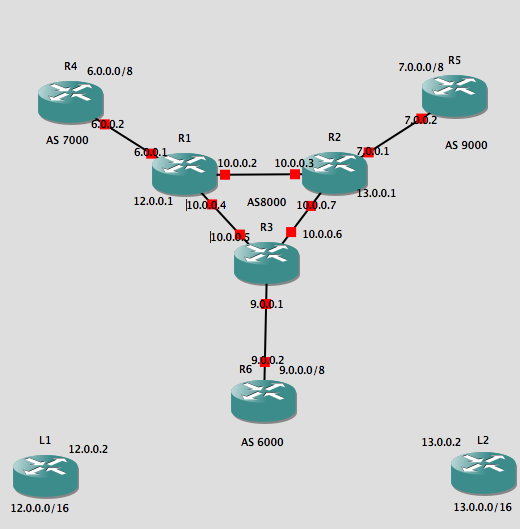 R4
6.0.0.0/8
6.0.0.2
AS 7000
R5
7.0.0.0/8
7.0.0.2
AS 9000
R1
6.0.0.1
10.0.0.2
12.0.0.1
10.0.0.4
R2
7.0.0.1
10.0.0.3
13.0.0.1
10.0.0.7
AS8000
R3
10.0.0.5
10.0.0.6
9.0.0.1
9.0.0.2
R6
9.0.0.0/8
AS 6000
L1
12.0.0.2
12.0.0.0/16
L2
13.0.0.2
13.0.0.0/16